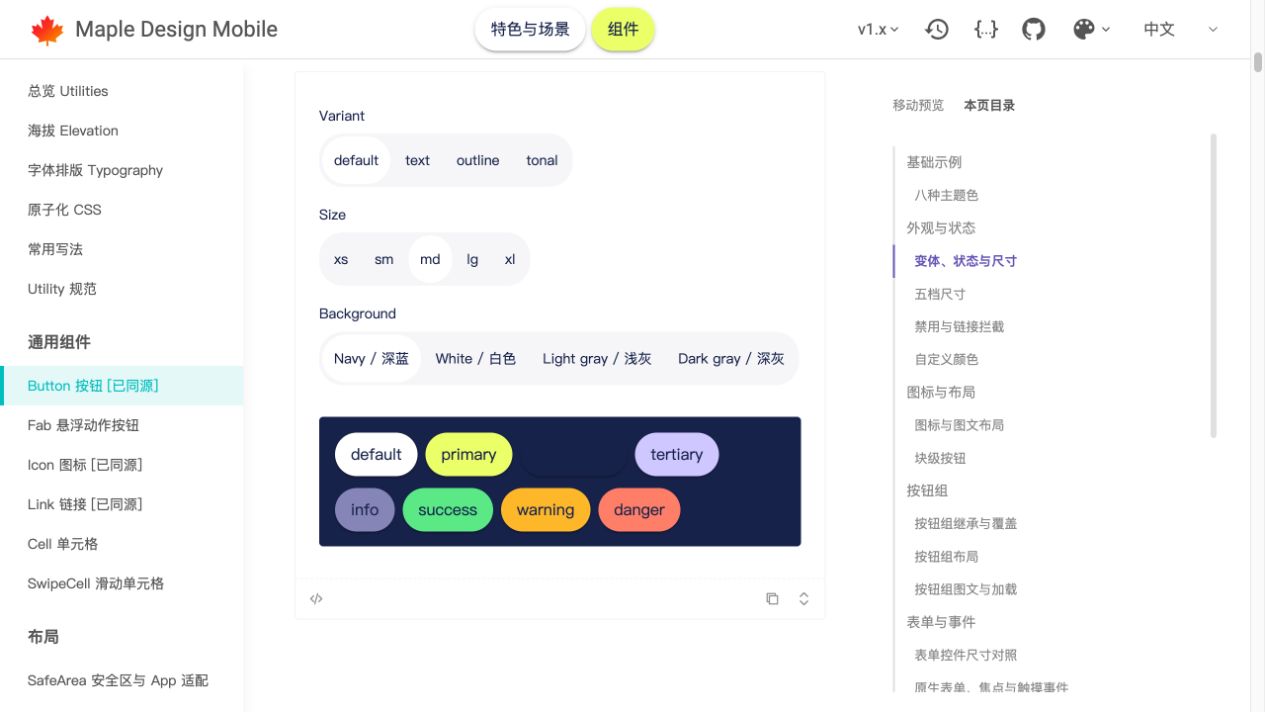 Maple Design Mobile
特色与场景
组件
v1.x
中文
总览 Utilities
海拔 Elevation
字体排版 Typography
原子化 CSS
常用写法
Utility 规范
通用组件
Button 按钮 [已同源]
Fab 悬浮动作按钮
Icon 图标 [已同源]
Link 链接 [已同源]
Cell 单元格
SwipeCell 滑动单元格
布局
SafeArea 安全区与 App 适配
Variant
default text outline tonal
Size
xs sm md lg xl
Background
Navy / 深蓝 White / 白色 Light gray / 浅灰 Dark gray / 深灰
default primary tertiary
info success warning danger
移动预览 本页目录
基础示例
八种主题色
外观与状态
变体、状态与尺寸
五档尺寸
禁用与链接拦截
自定义颜色
图标与布局
图标与图文布局
块级按钮
按钮组
按钮组继承与覆盖
按钮组布局
按钮组图文与加载
表单与事件
表单控件尺寸对照
原生表单、焦点与触摸事件